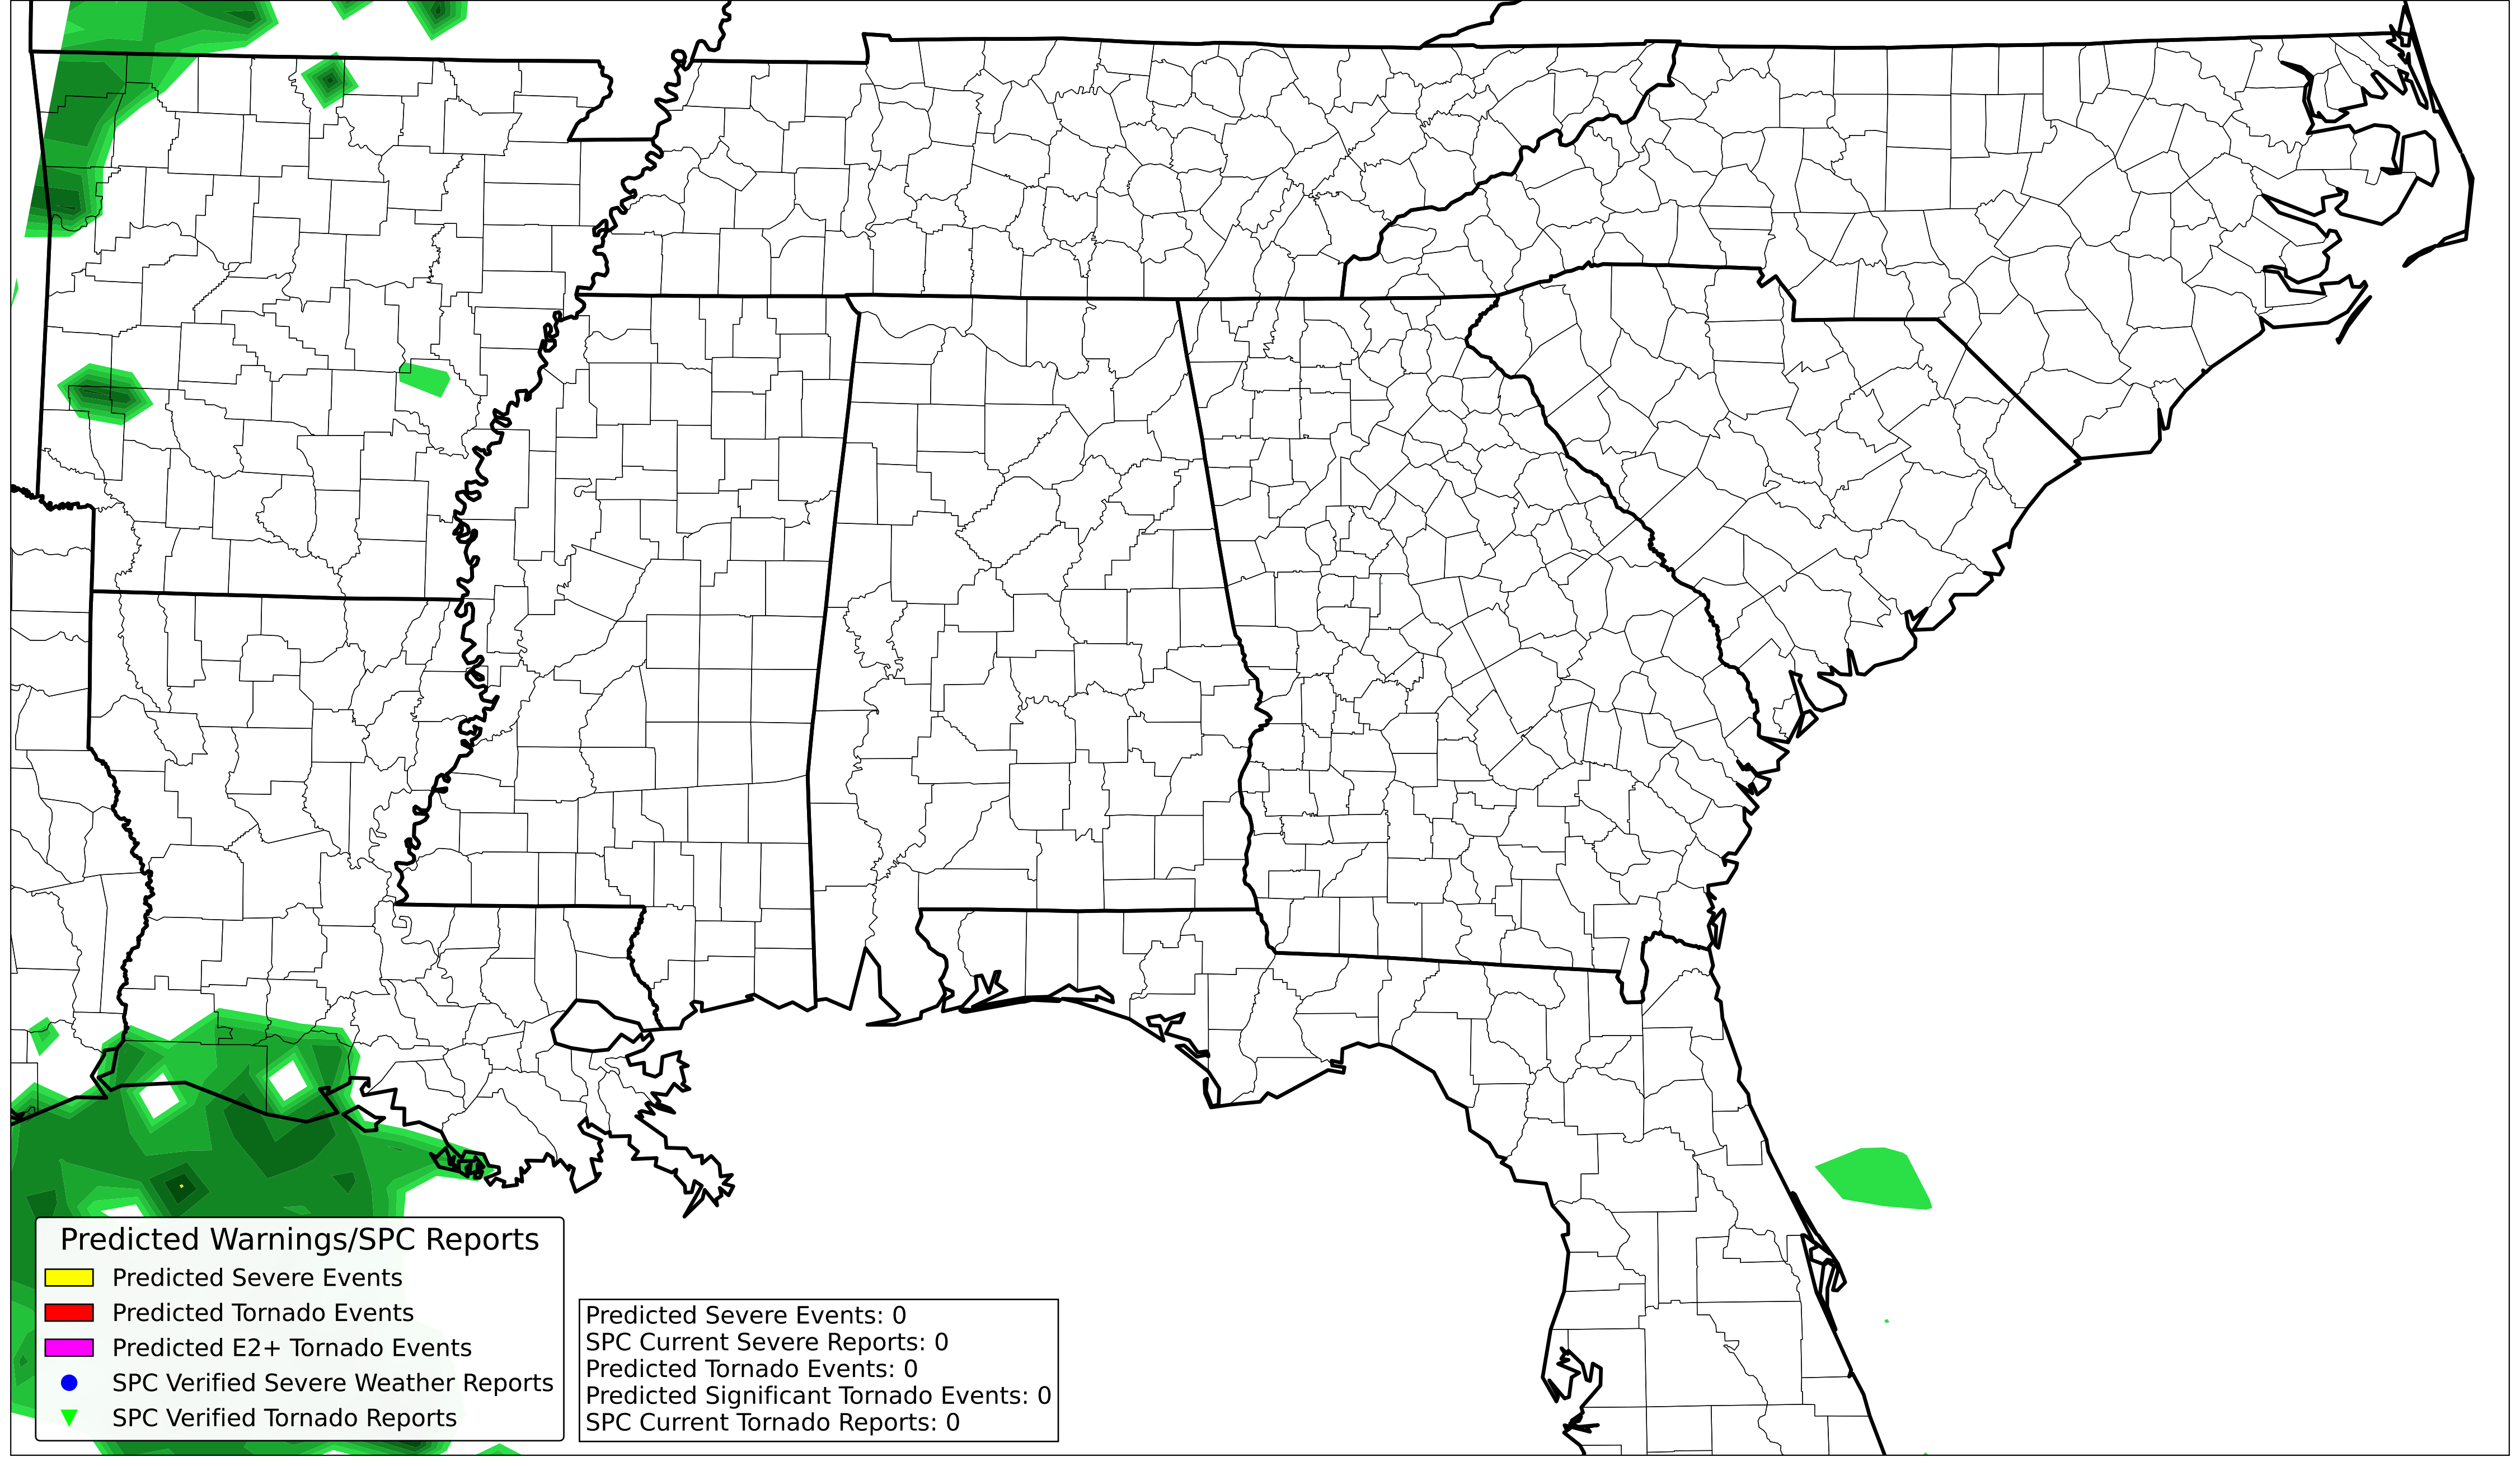 Predicted Warnings/SPC Reports
Predicted Severe Events
Predicted Tornado Events
Predicted E2+ Tornado Events
SPC Verified Severe Weather Reports
SPC Verified Tornado Reports
Predicted Severe Events: 0
SPC Current Severe Reports: 0
Predicted Tornado Events: 0
Predicted Significant Tornado Events: 0
SPC Current Tornado Reports: 0